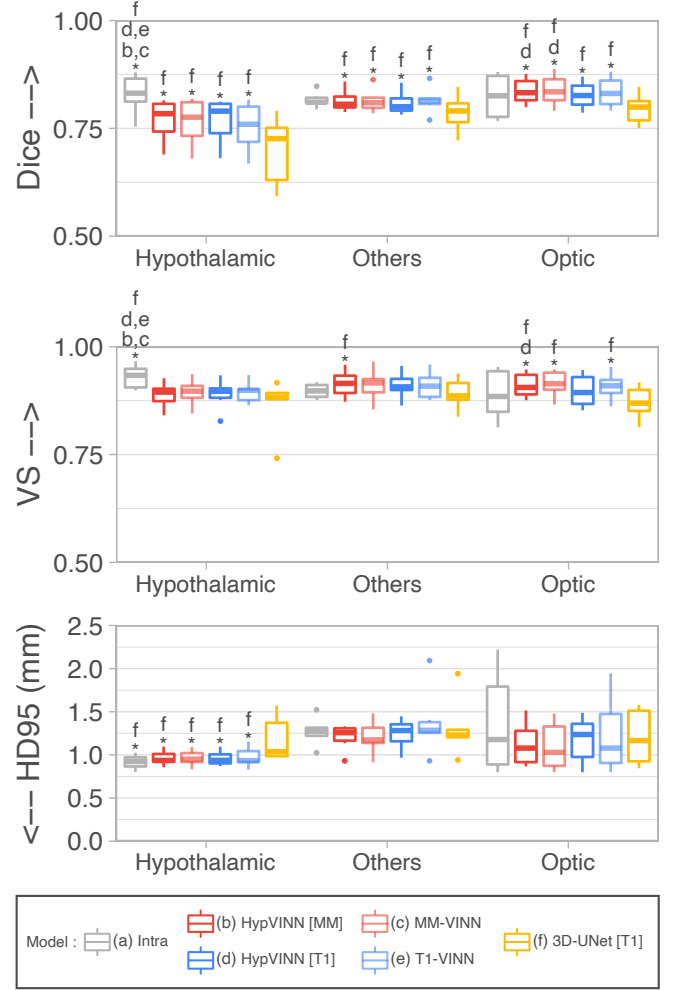 f
d,e
b,c
* f
* f
* f
* f
*
f
* f
* f
* f
*
f
d
*
f
d
*
f
*
f
*
1.00
0.75
0.50
Dice −−>
Hypothalamic Others Optic
f
d,e
b,c
*
f
*
f
d
*
f
*
f
*
1.00
0.75
0.50
VS −−>
Hypothalamic Others Optic
f
*
f
*
f
*
f
*
f
*
2.5
2.0
1.5
1.0
0.5
0.0
<−− HD95 (mm)
Hypothalamic Others Optic
Model : (a) Intra (b) HypVINN [MM] (c) MM-VINN (f) 3D-UNet [T1]
(d) HypVINN [T1] (e) T1-VINN